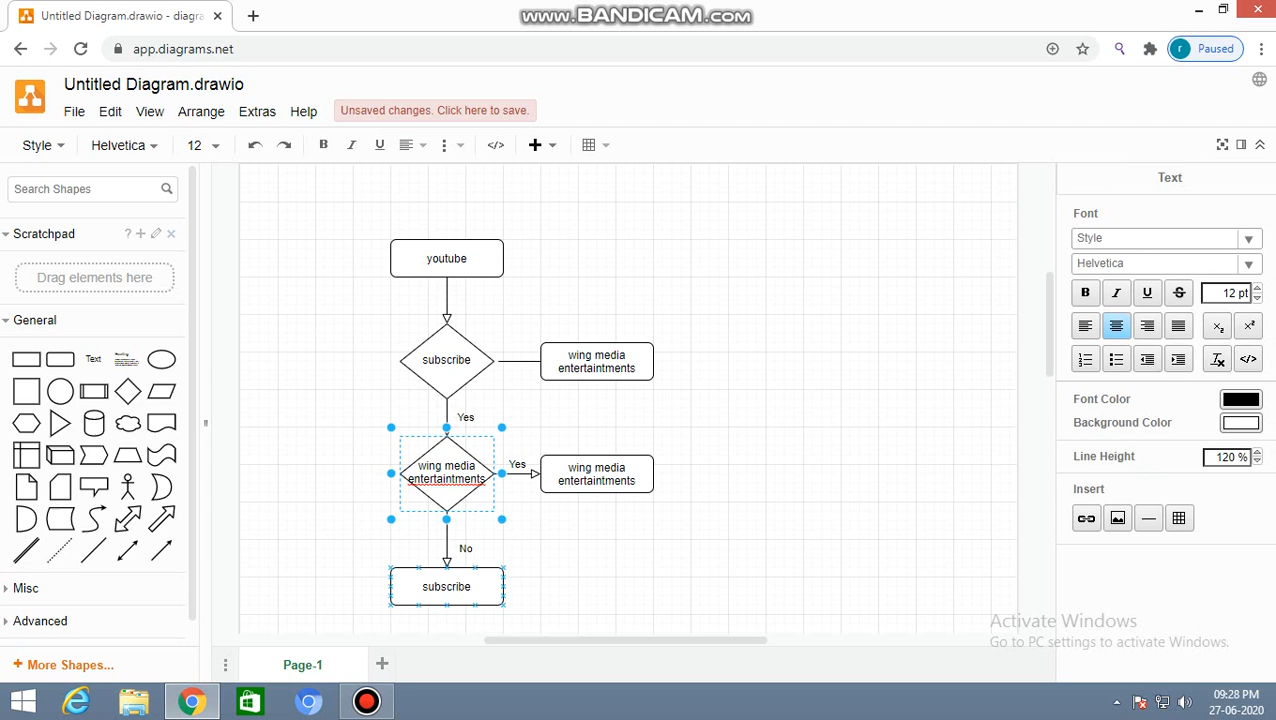 www.BANDICAM.com
Untitled Diagram.drawio - diagra
app.diagrams.net
r Paused
Untitled Diagram.drawio
File Edit View Arrange Extras Help
Unsaved changes. Click here to save.
Style Helvetica 12 B I U </>
Search Shapes
Scratchpad ?
Drag elements here
General
Text
Misc
Advanced
+ More Shapes...
youtube
subscribe
wing media
entertaintments
Yes
wing media
entertaintments
Yes
wing media
entertaintments
No
subscribe
Page-1
Text
Font
Style
Helvetica
B I U S 12 pt
Font Color
Background Color
Line Height 120 %
Insert
Activate Windows
Go to PC settings to activate Windows.
09:28 PM
27-06-2020